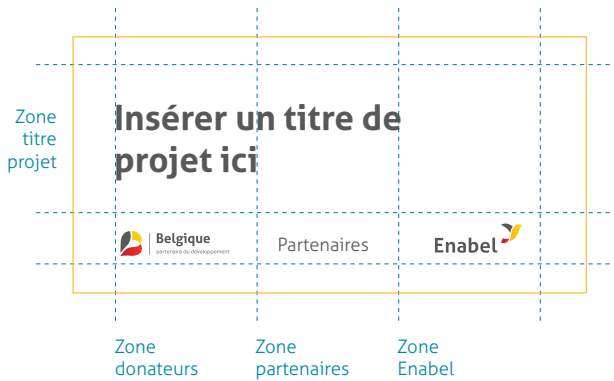 Zone
titre
projet
Insérer un titre de
projet ici
Belgique
partenaire du développement
Partenaires
Enabel
Zone
donateurs
Zone
partenaires
Zone
Enabel